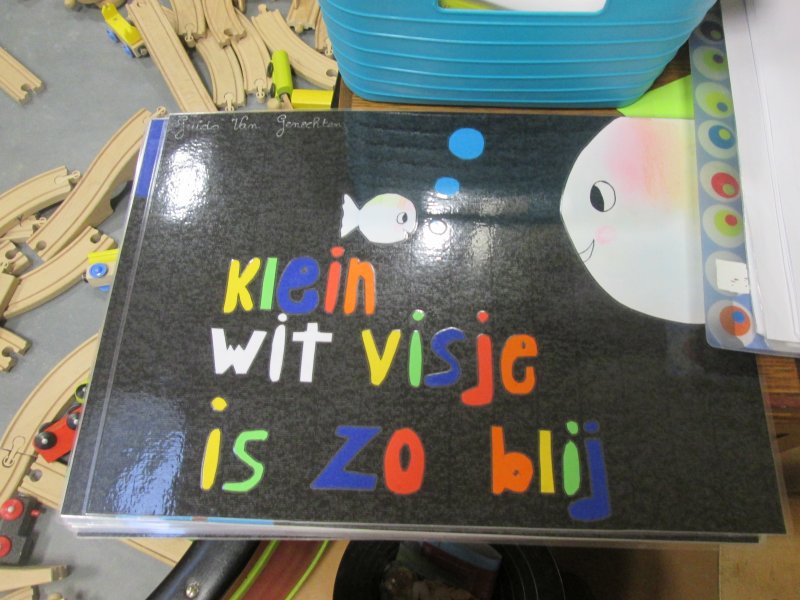 Guido Van Genechten
Klein
wit visje
is zo blij